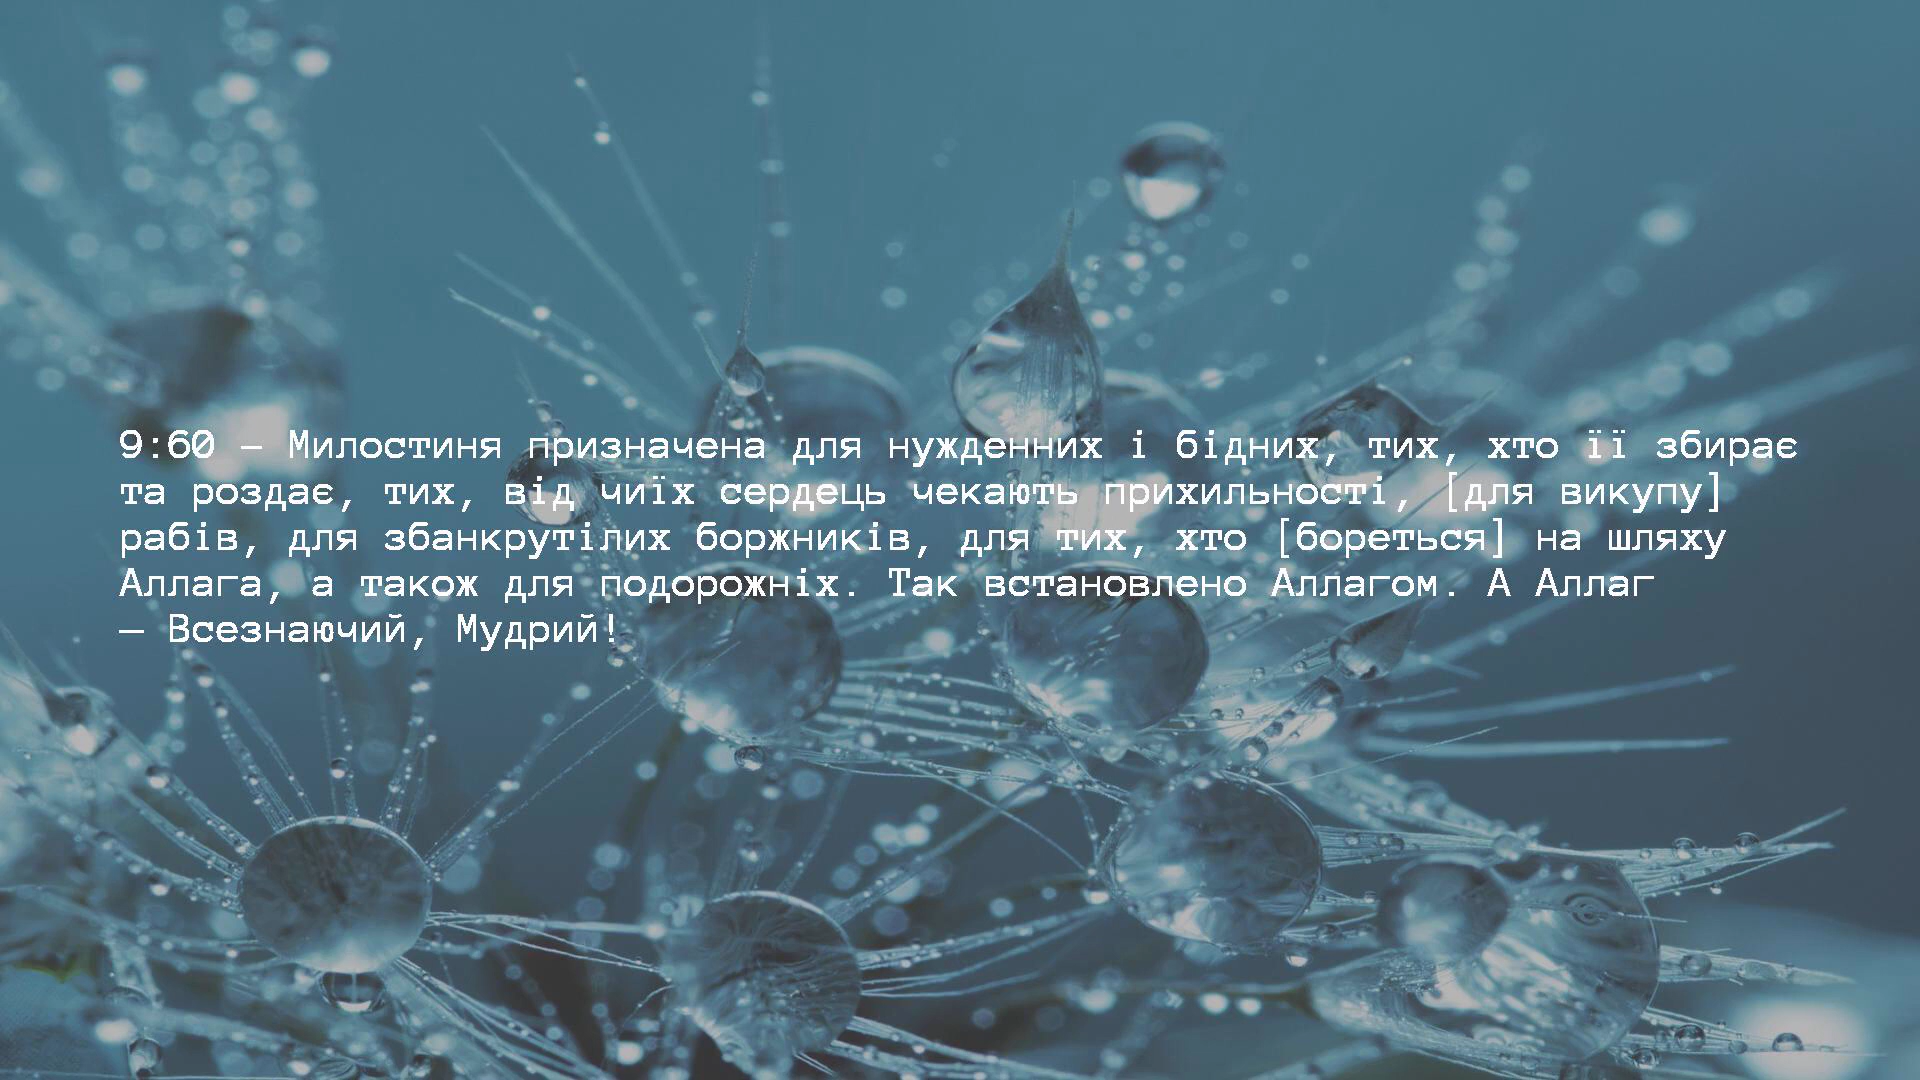 9:60 — Милостиня призначена для нужденних і бідних, тих, хто її збирає
та роздає, тих, від чиїх сердець чекають прихильності, [для викупу]
рабів, для збанкрутілих боржників, для тих, хто [бореться] на шляху
Аллага, а також для подорожніх. Так встановлено Аллагом. А Аллаг
— Всезнаючий, Мудрий!